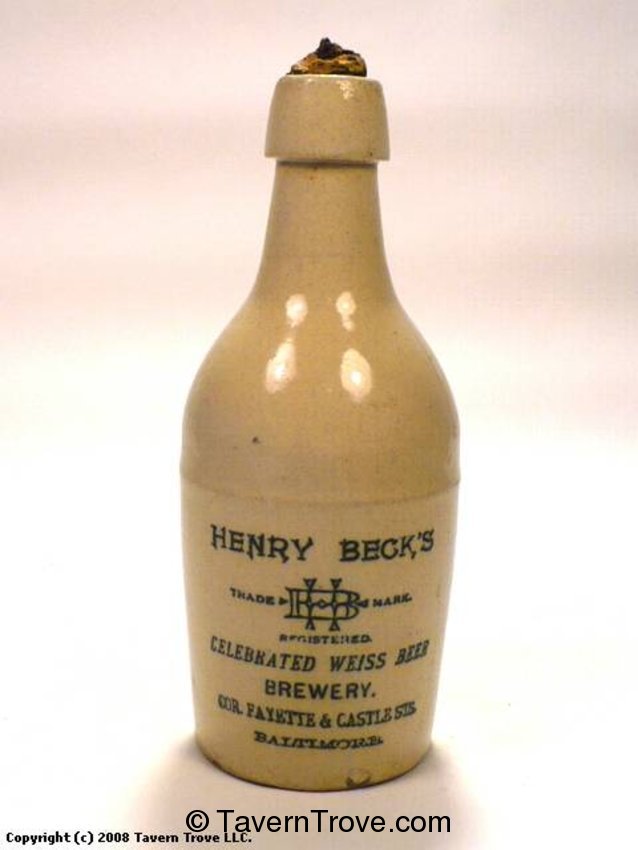 HENRY BECK'S
TRADE HB MARK.
REGISTERED.
CELEBRATED WEISS BEER
BREWERY.
COR. FAYETTE & CASTLE STS.
BALTIMORE.
© TavernTrove.com
Copyright (c) 2008 Tavern Trove LLC.